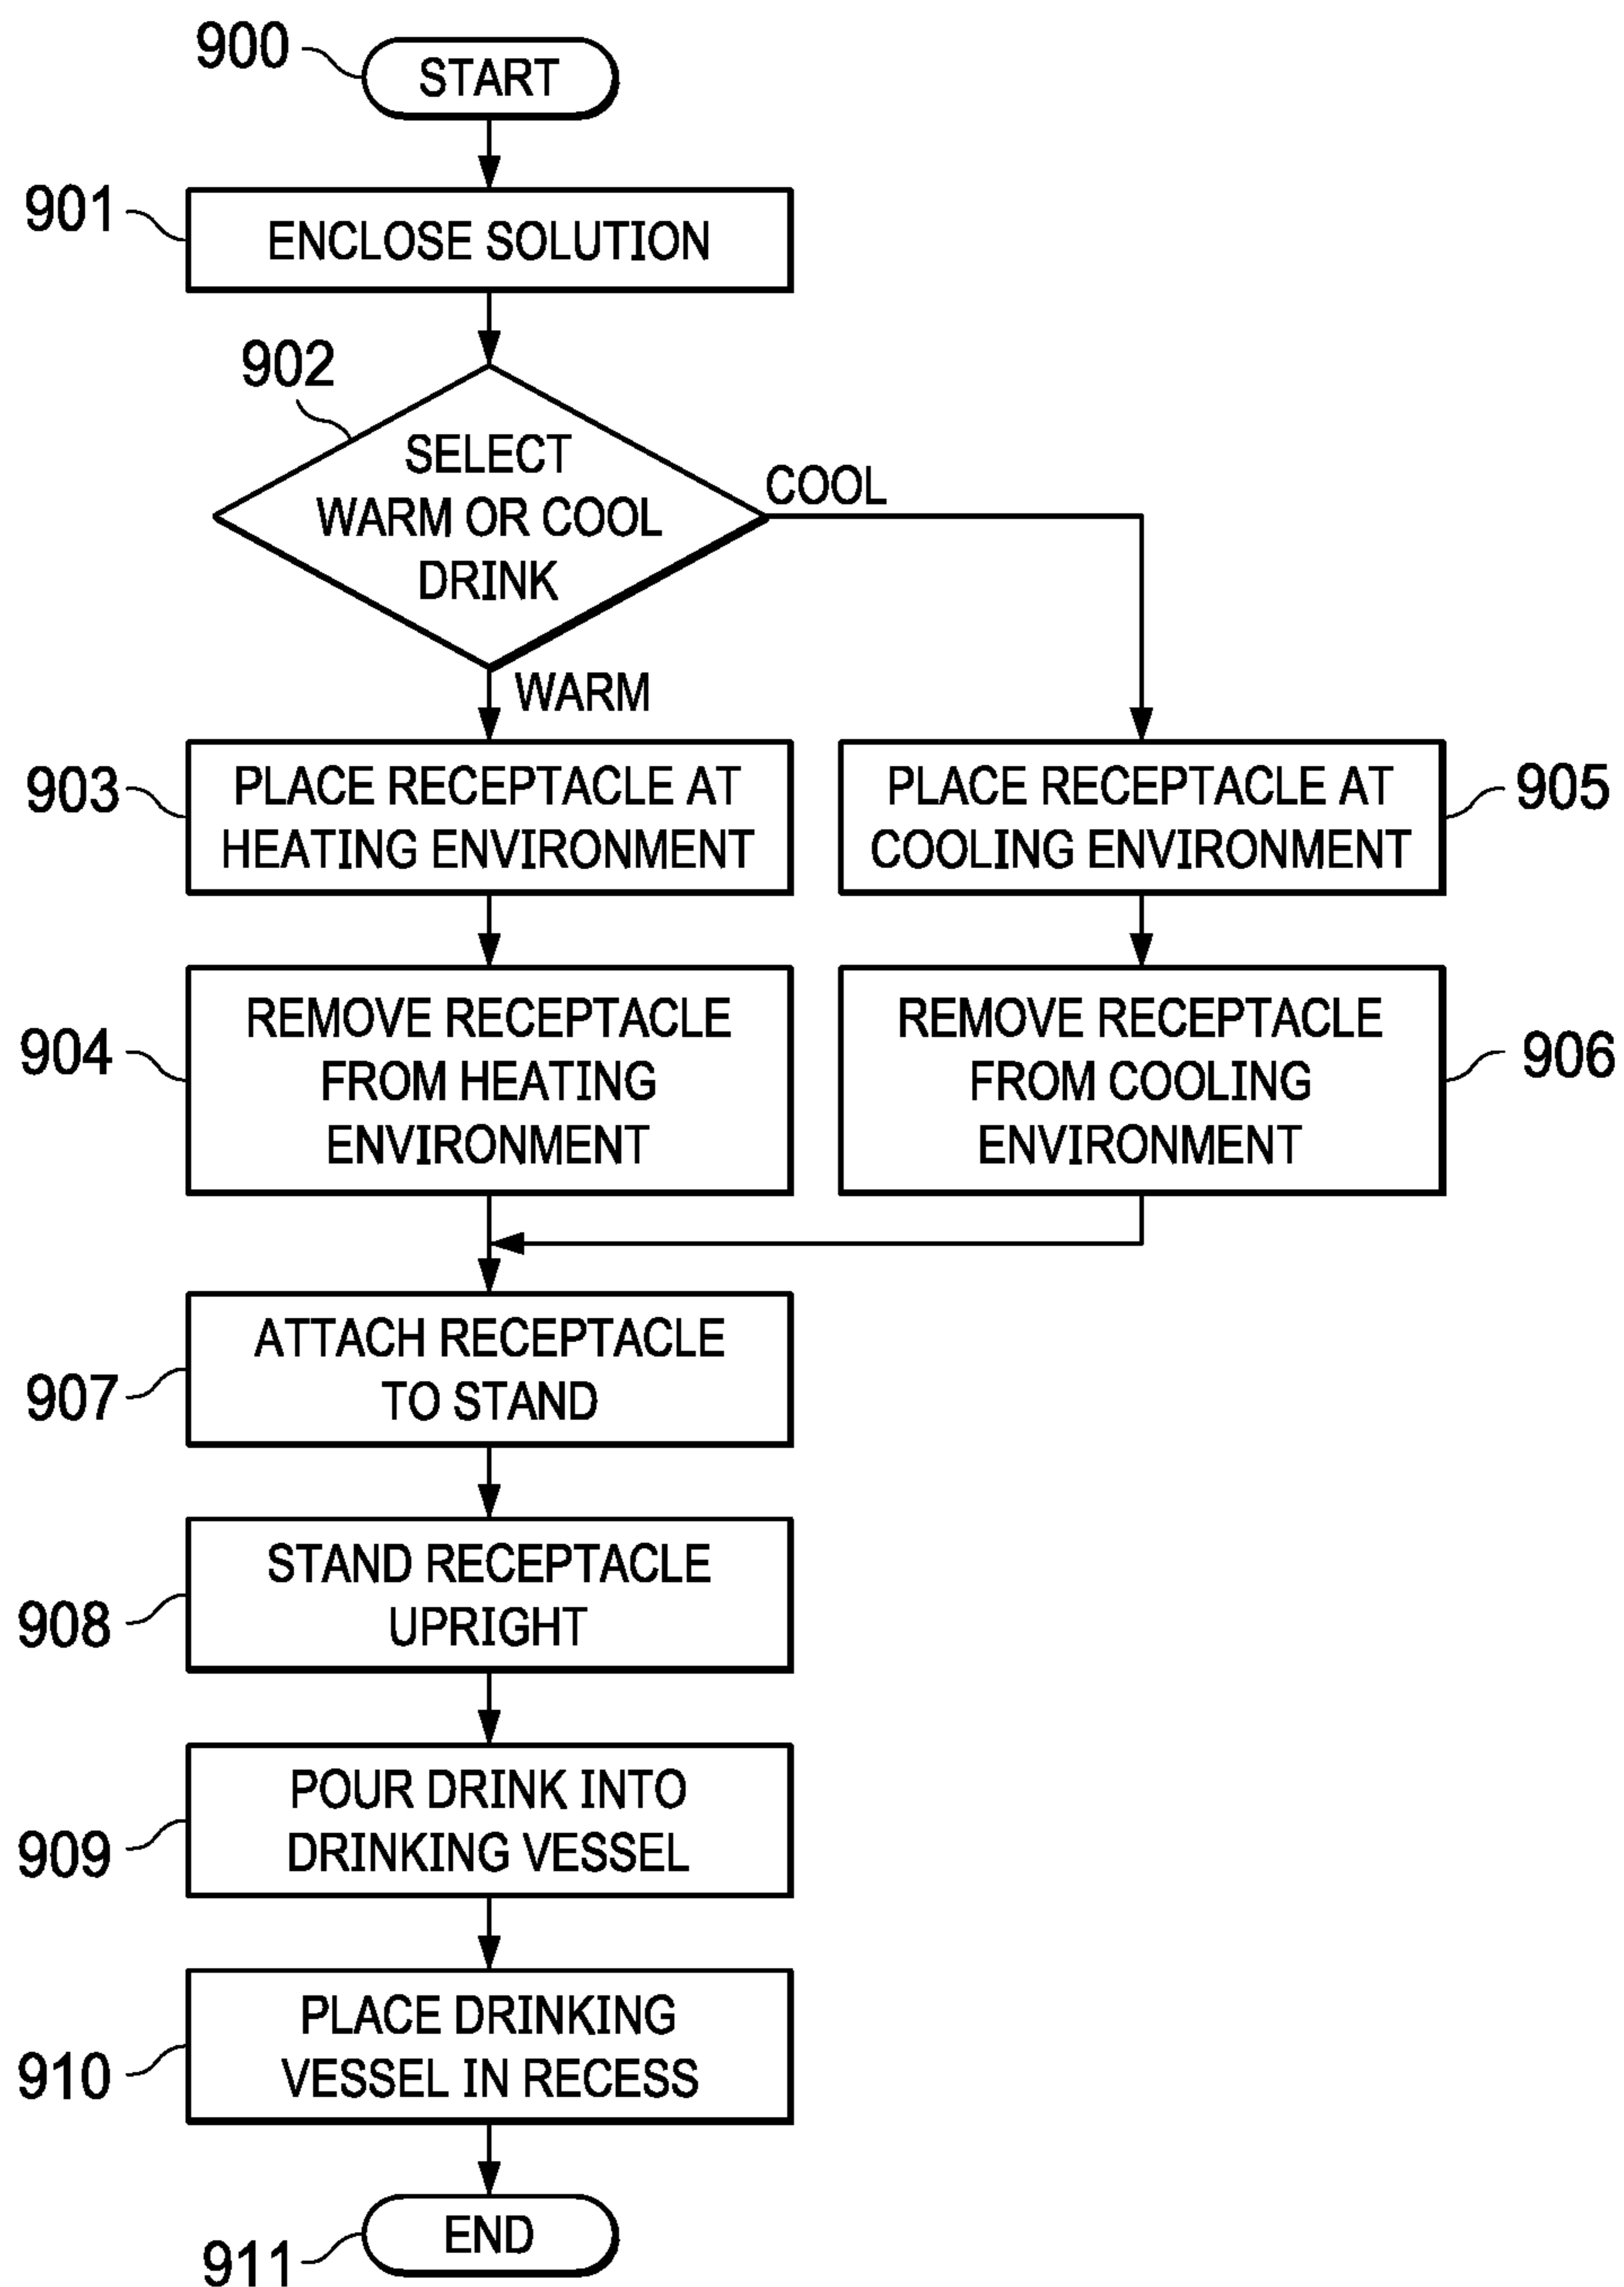 900
START
901
ENCLOSE SOLUTION
902
SELECT
WARM OR COOL
DRINK
COOL
WARM
903
PLACE RECEPTACLE AT
HEATING ENVIRONMENT
PLACE RECEPTACLE AT
COOLING ENVIRONMENT
905
904
REMOVE RECEPTACLE
FROM HEATING
ENVIRONMENT
REMOVE RECEPTACLE
FROM COOLING
ENVIRONMENT
906
907
ATTACH RECEPTACLE
TO STAND
908
STAND RECEPTACLE
UPRIGHT
909
POUR DRINK INTO
DRINKING VESSEL
910
PLACE DRINKING
VESSEL IN RECESS
911
END